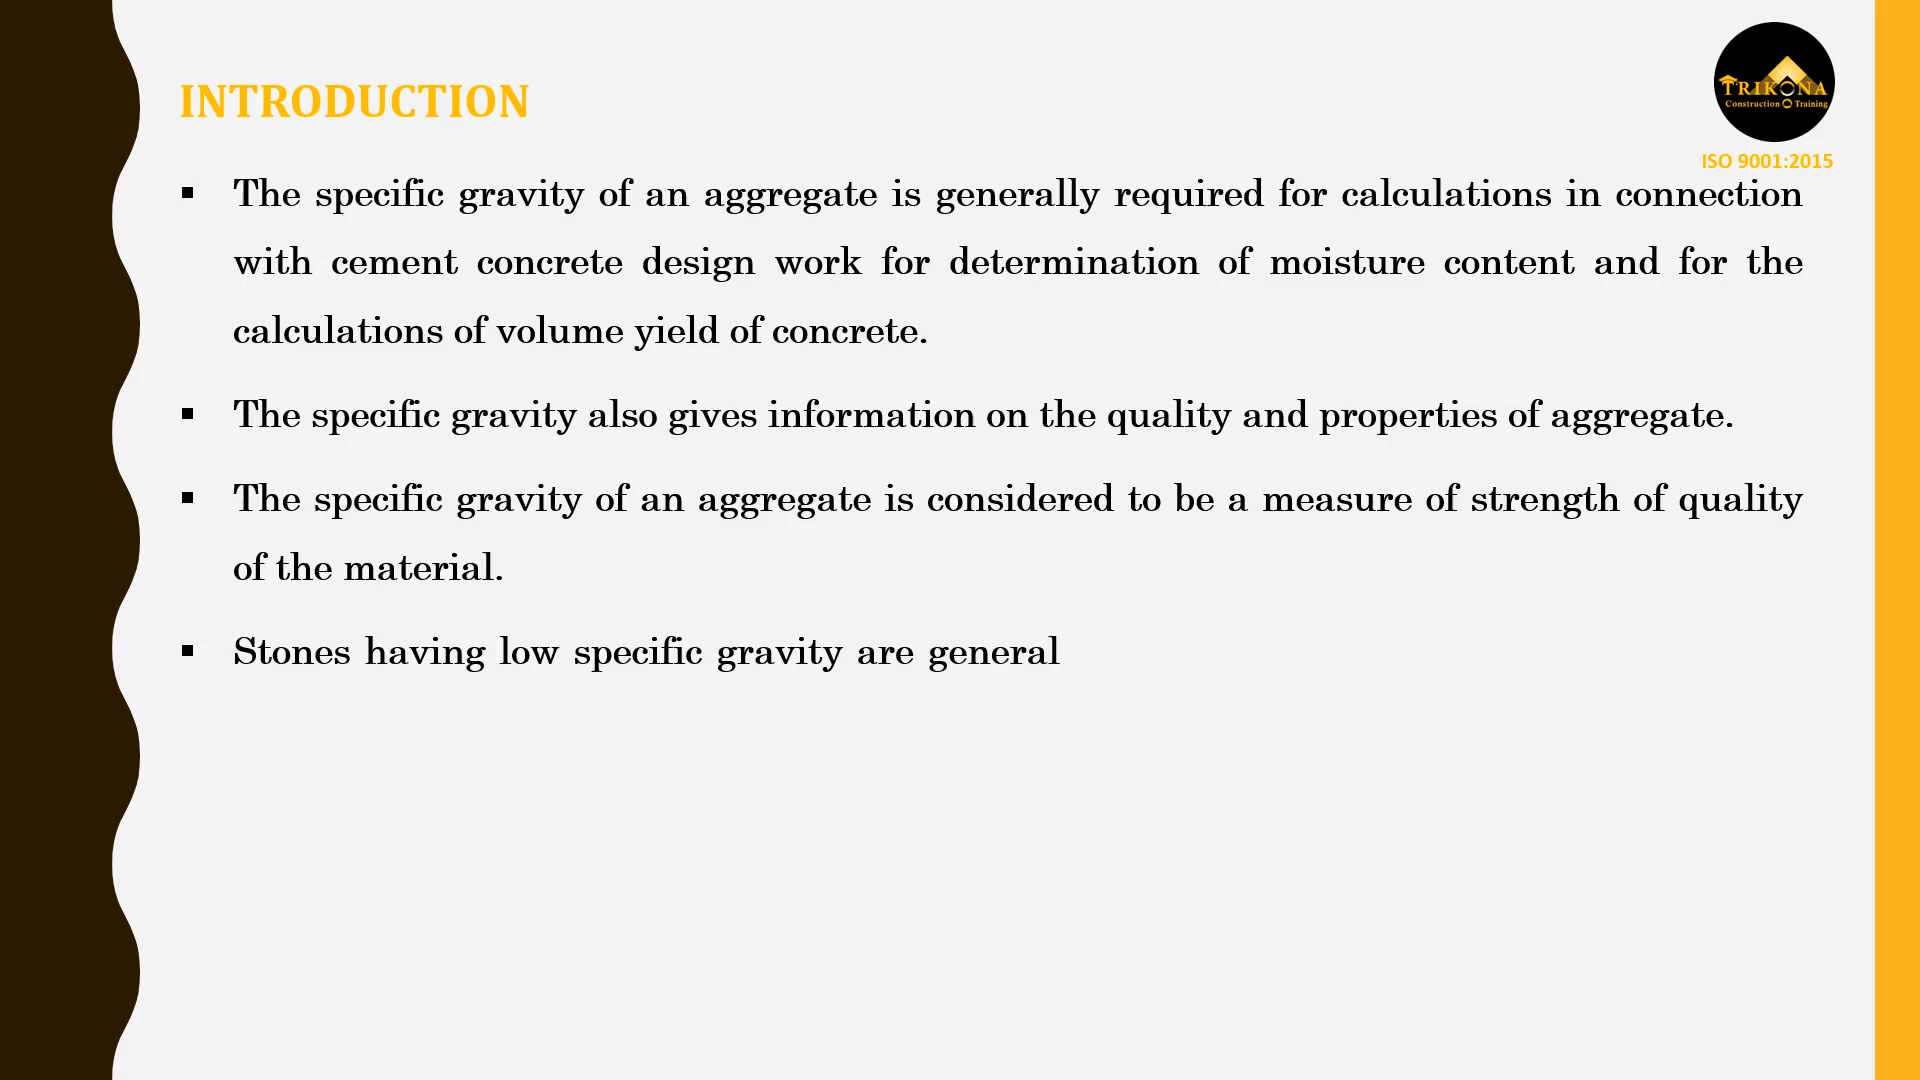 TRIKONA
Construction Training
ISO 9001:2015
INTRODUCTION
▪ The specific gravity of an aggregate is generally required for calculations in connection
with cement concrete design work for determination of moisture content and for the
calculations of volume yield of concrete.
▪ The specific gravity also gives information on the quality and properties of aggregate.
▪ The specific gravity of an aggregate is considered to be a measure of strength of quality
of the material.
▪ Stones having low specific gravity are general